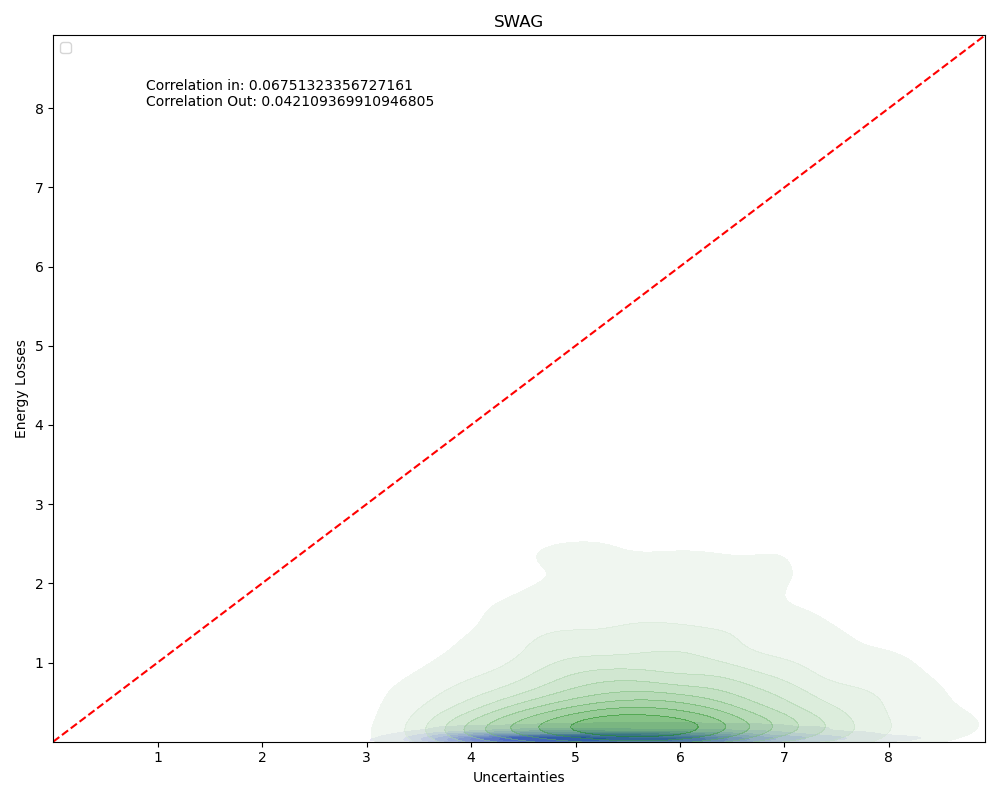 SWAG
Correlation in: 0.06751323356727161
Correlation Out: 0.042109369910946805
8
7
6
5
4
3
2
1
Energy Losses
1 2 3 4 5 6 7 8
Uncertainties